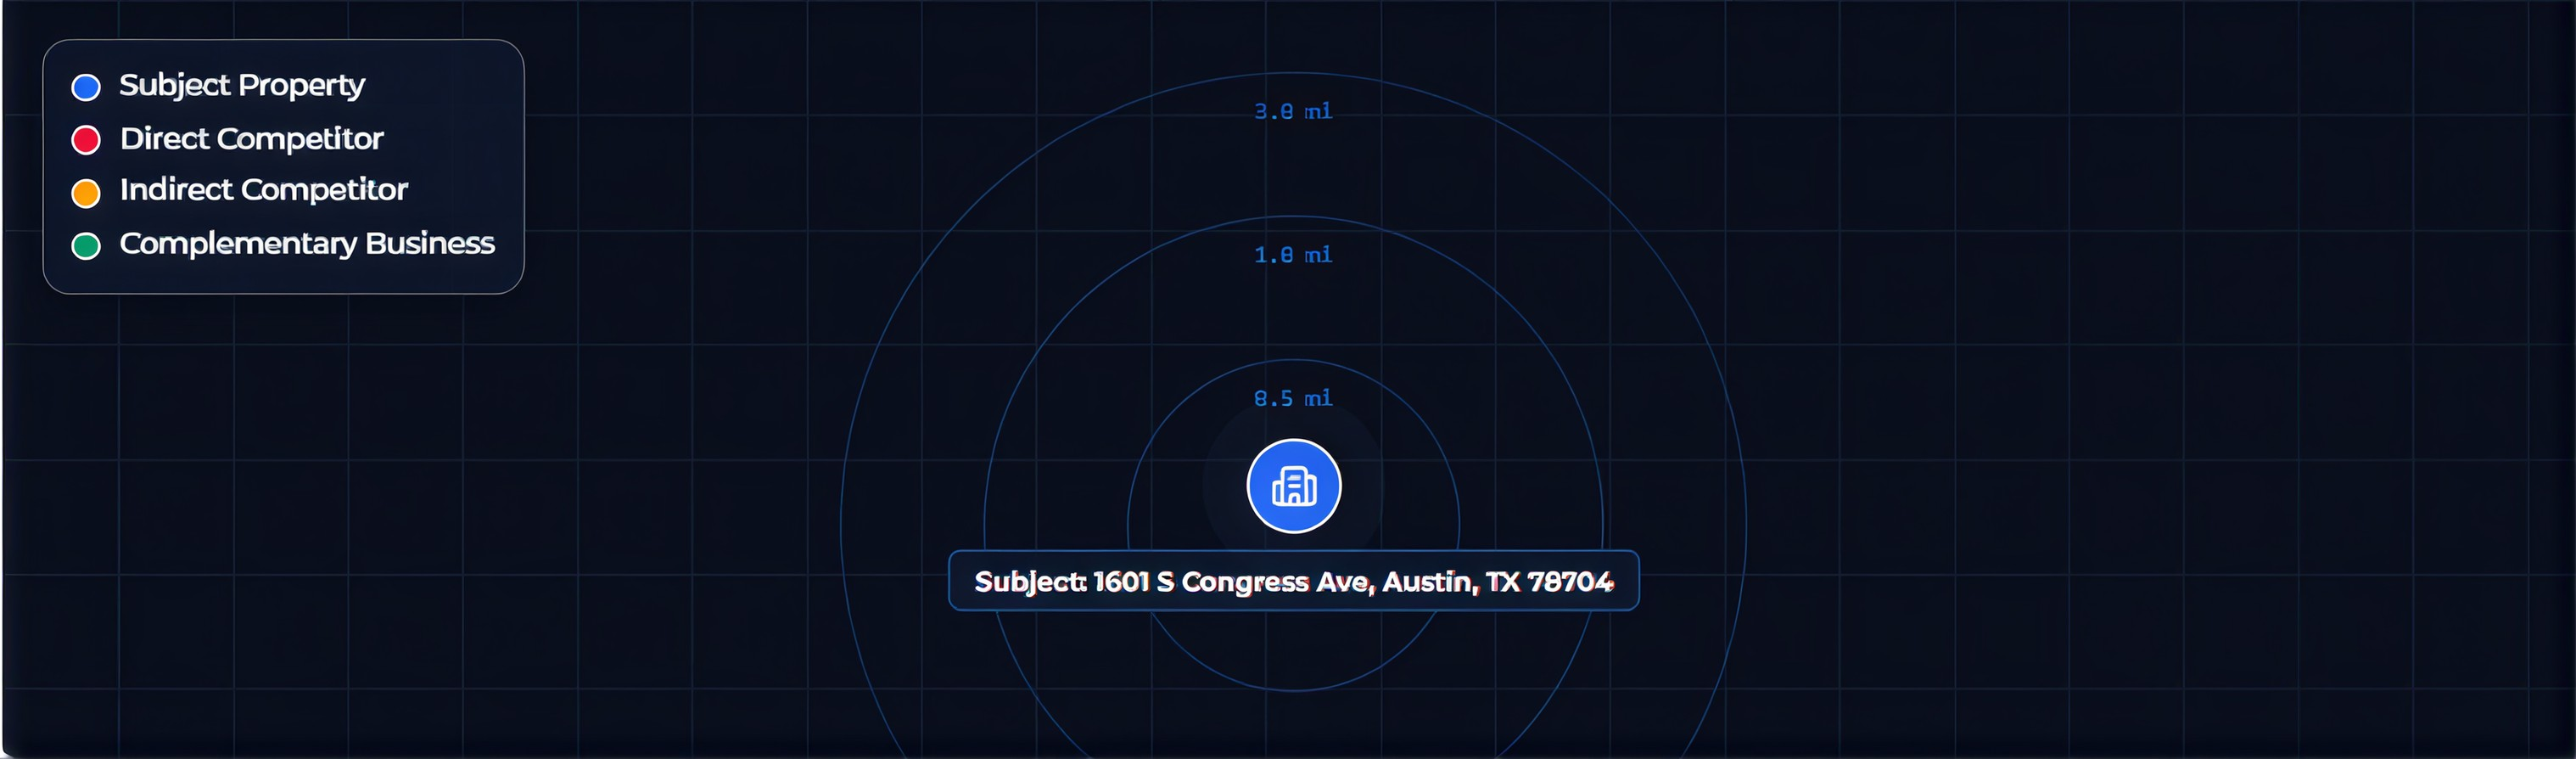 Subject Property
Direct Competitor
Indirect Competitor
Complementary Business
3.0 mi
1.0 mi
0.5 mi
Subject: 1601 S Congress Ave, Austin, TX 78704